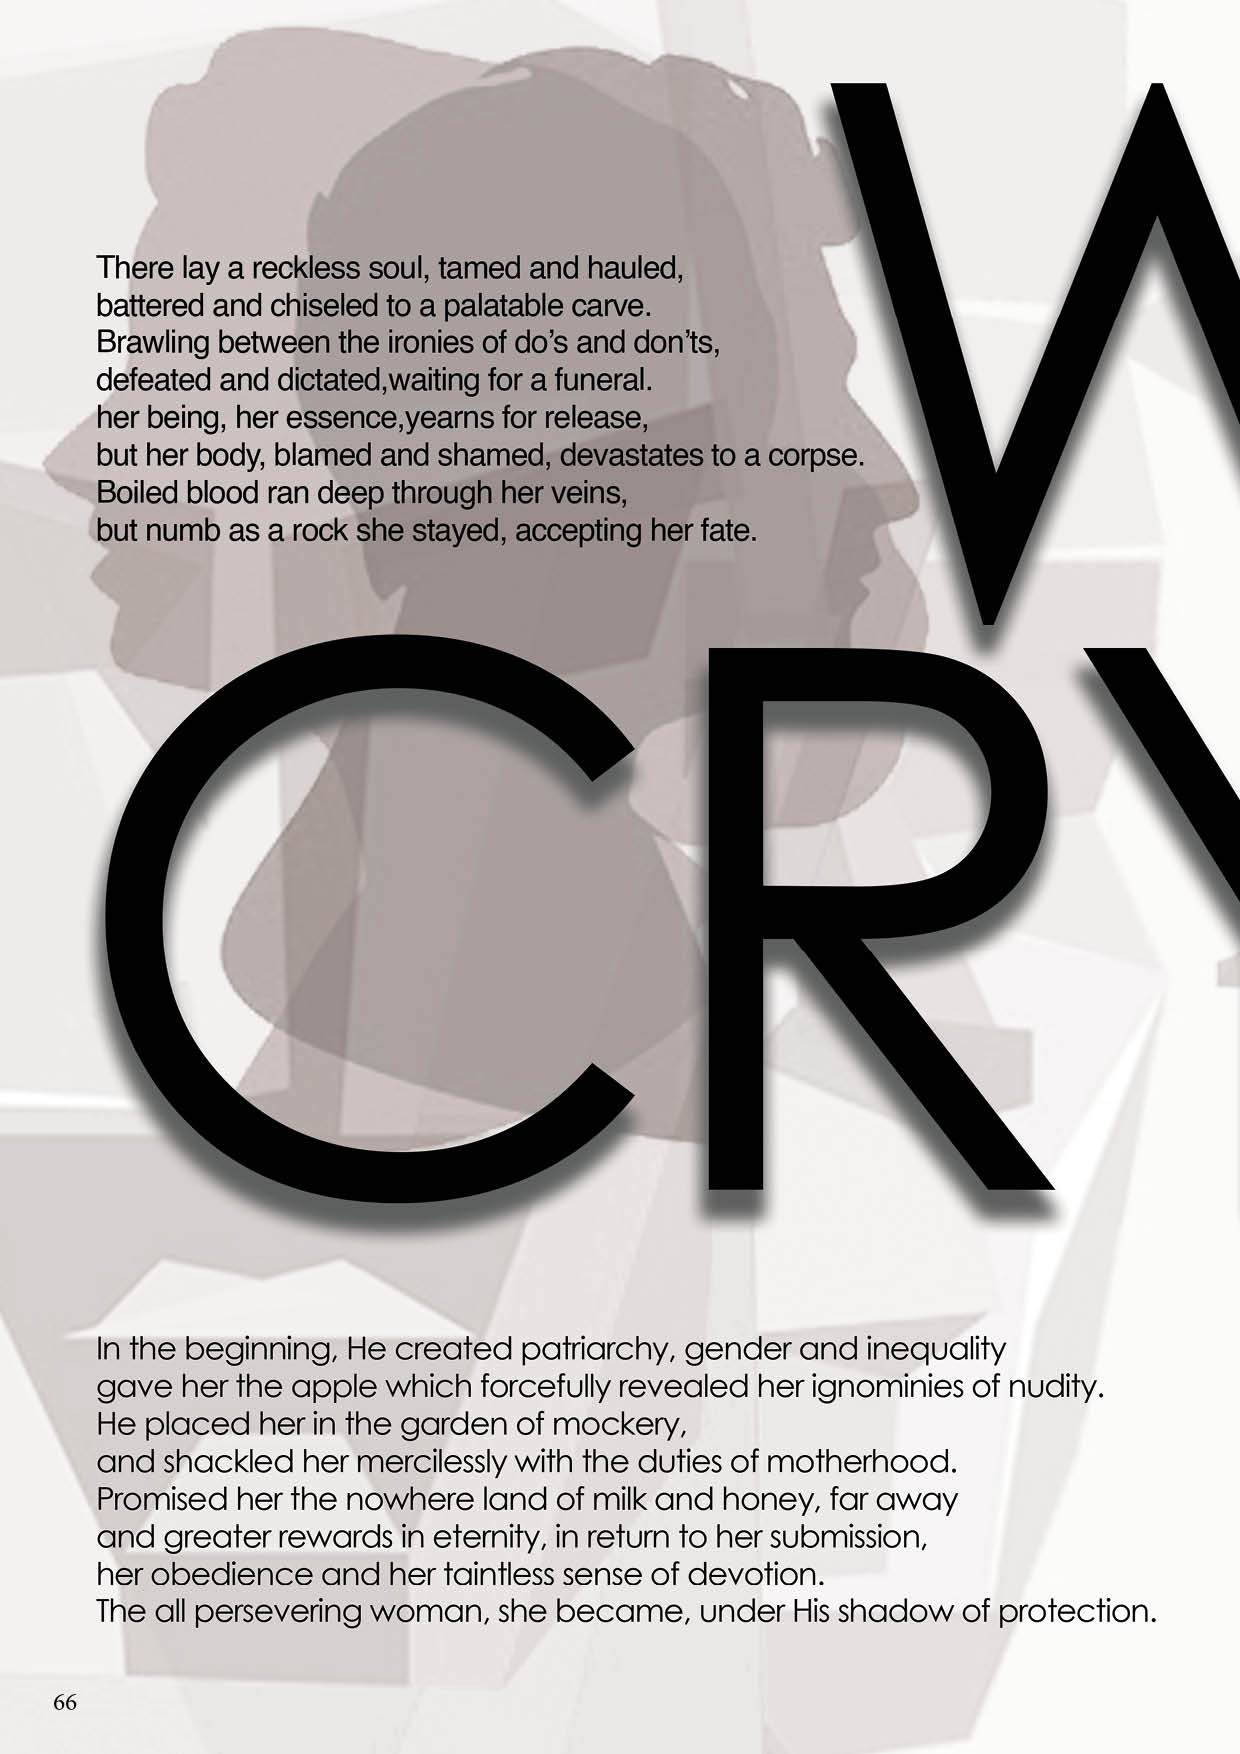 There lay a reckless soul, tamed and hauled,
battered and chiseled to a palatable carve.
Brawling between the ironies of do’s and don’ts,
defeated and dictated,waiting for a funeral.
her being, her essence,yearns for release,
but her body, blamed and shamed, devastates to a corpse.
Boiled blood ran deep through her veins,
but numb as a rock she stayed, accepting her fate.
W
CRY
In the beginning, He created patriarchy, gender and inequality
gave her the apple which forcefully revealed her ignominies of nudity.
He placed her in the garden of mockery,
and shackled her mercilessly with the duties of motherhood.
Promised her the nowhere land of milk and honey, far away
and greater rewards in eternity, in return to her submission,
her obedience and her taintless sense of devotion.
The all persevering woman, she became, under His shadow of protection.
66